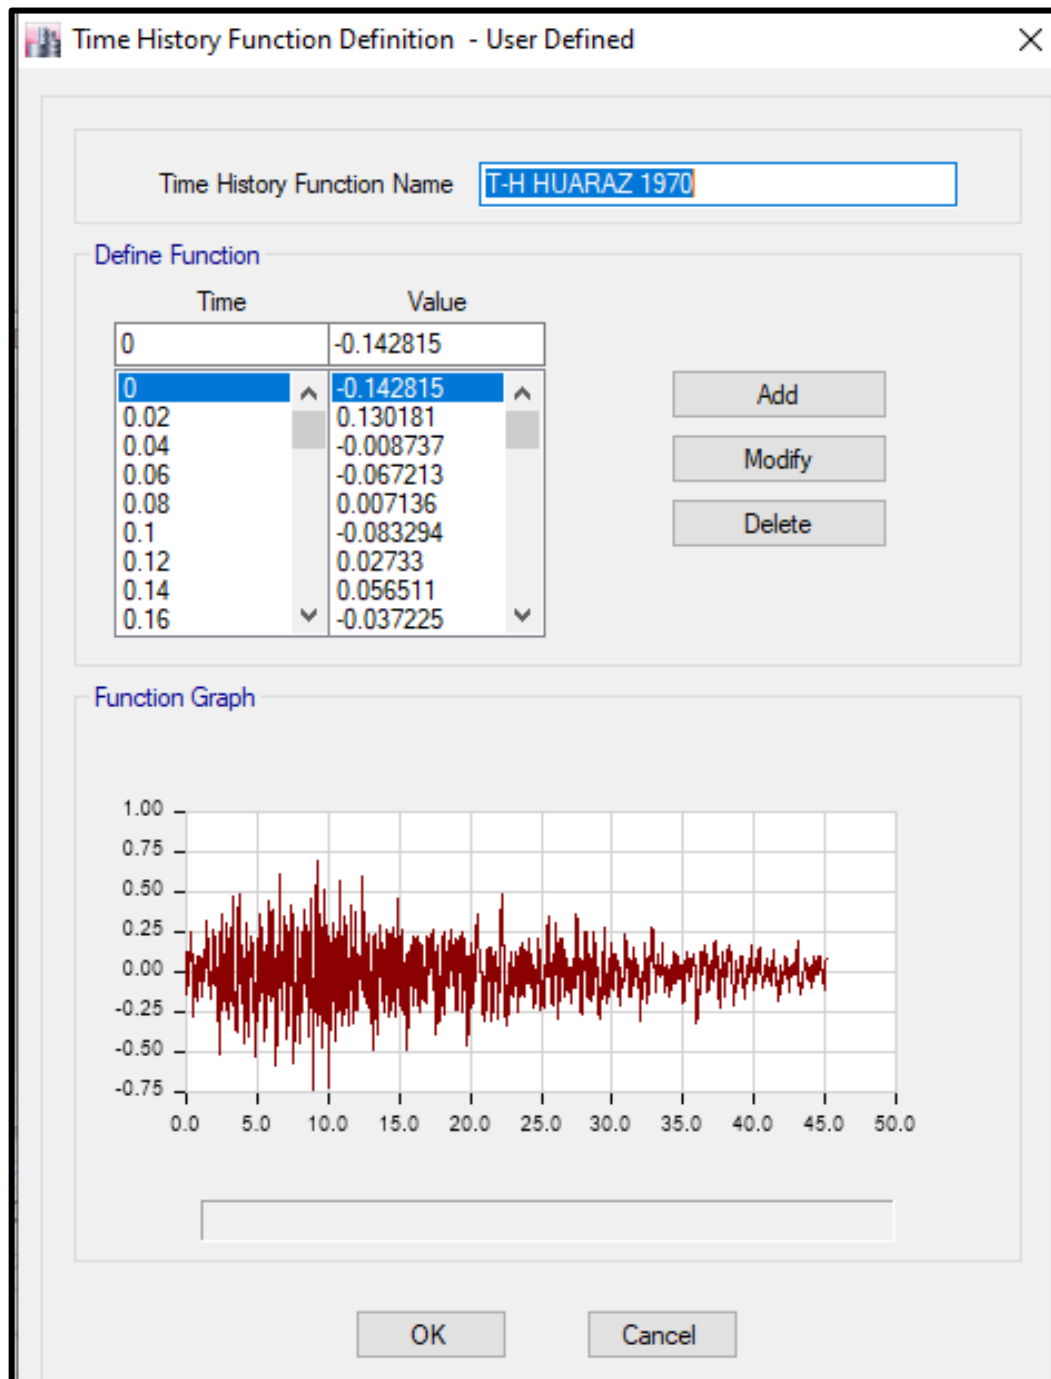 Time History Function Definition - User Defined
Time History Function Name T-H HUARAZ 1970
Define Function
Time Value
0 -0.142815
0 -0.142815
0.02 0.130181
0.04 -0.008737
0.06 -0.067213
0.08 0.007136
0.1 -0.083294
0.12 0.02733
0.14 0.056511
0.16 -0.037225
Add
Modify
Delete
Function Graph
1.00
0.75
0.50
0.25
0.00
-0.25
-0.50
-0.75
0.0 5.0 10.0 15.0 20.0 25.0 30.0 35.0 40.0 45.0 50.0
OK Cancel